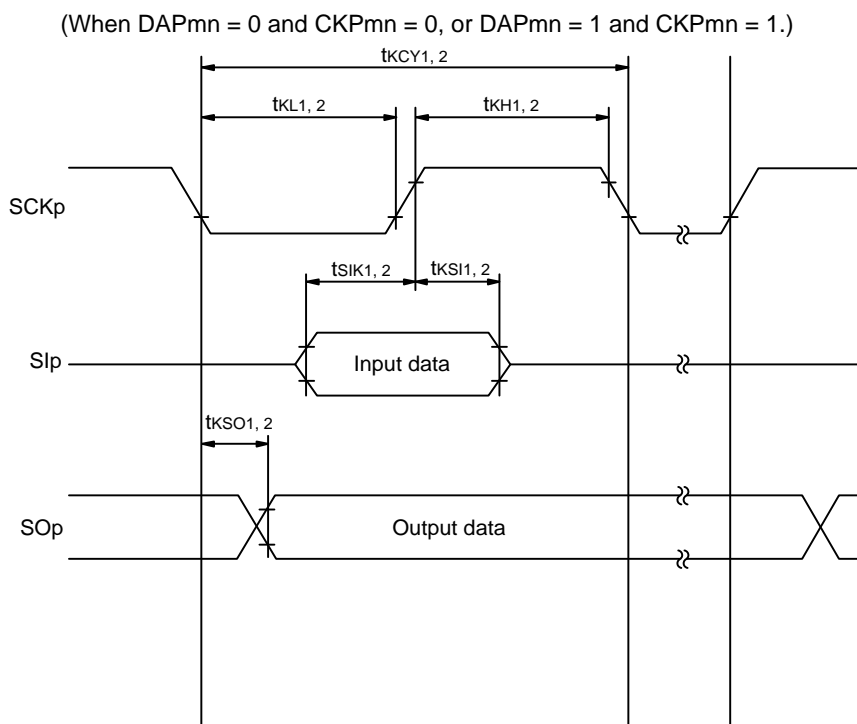 (When DAPmn = 0 and CKPmn = 0, or DAPmn = 1 and CKPmn = 1.)
tKCY1, 2
tKL1, 2
tKH1, 2
SCKp
tSIK1, 2
tKSI1, 2
SIp
Input data
tKSO1, 2
SOp
Output data